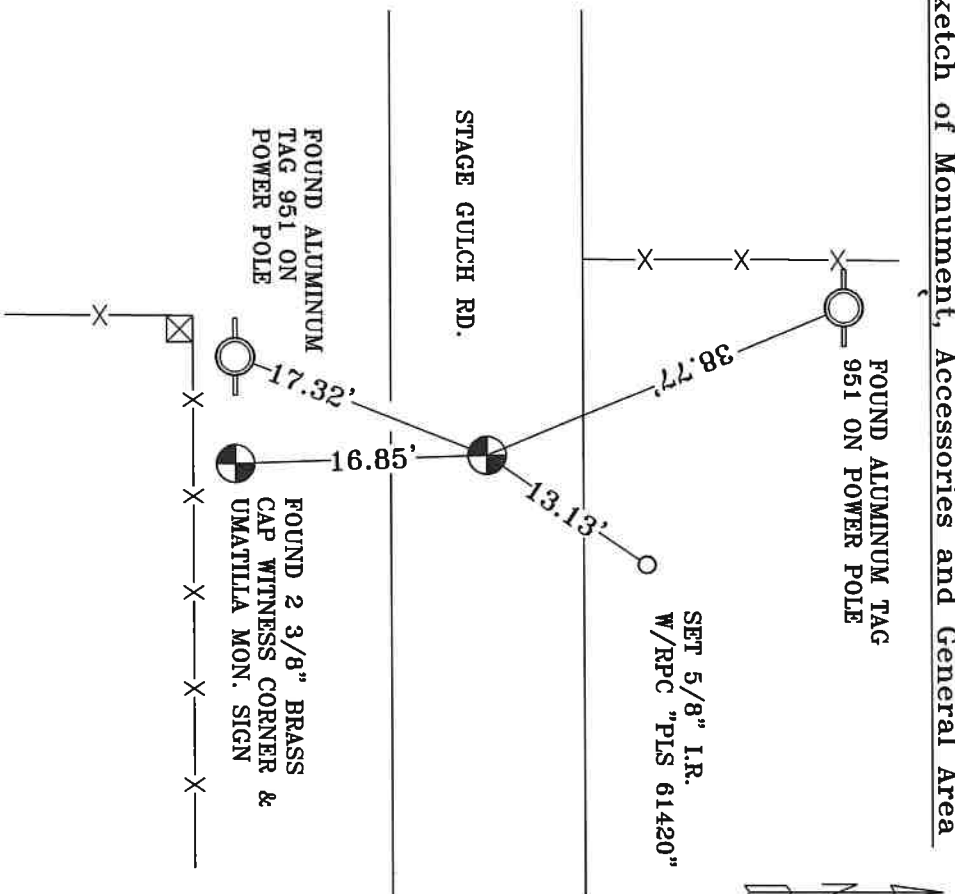 ketch of Monument, Accessories and General Area
FOUND ALUMINUM TAG
951 ON POWER POLE
38.77'
STAGE GULCH RD.
SET 5/8" I.R.
W/RPC "PLS 61420"
13.13'
FOUND ALUMINUM
TAG 951 ON
POWER POLE
17.32'
16.85'
FOUND 2 3/8" BRASS
CAP WITNESS CORNER &
UMATILLA MON. SIGN